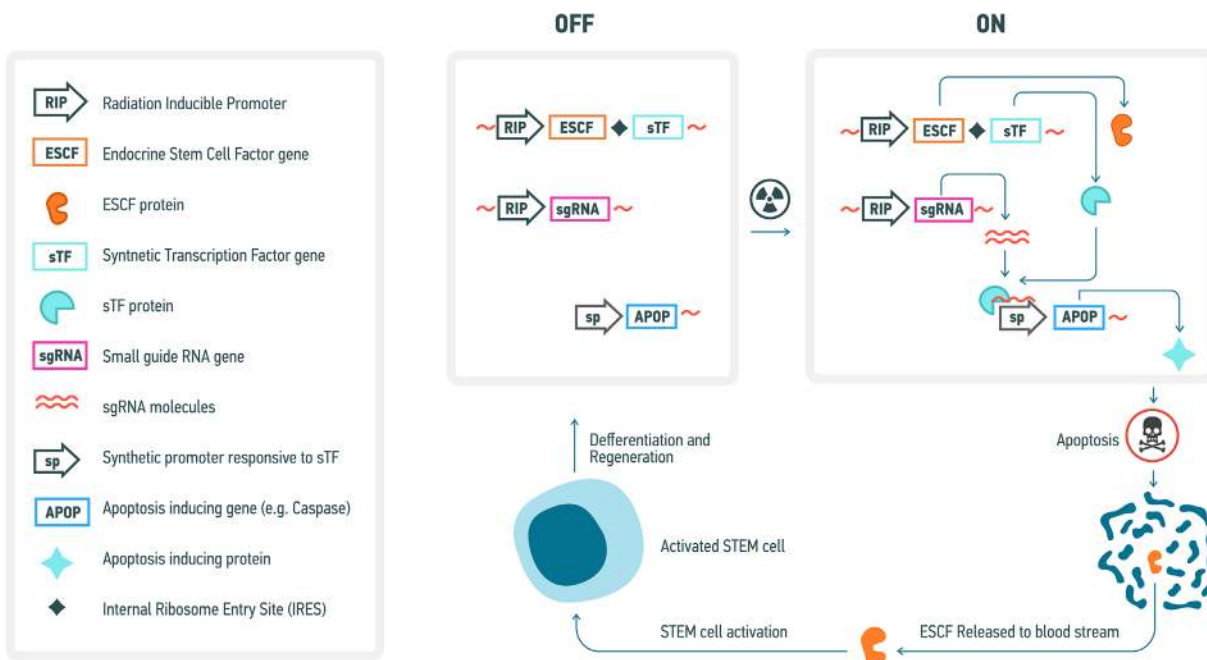 OFF
ON
RIP
Radiation Inducible Promoter
ESCF
Endocrine Stem Cell Factor gene
ESCF protein
sTF
Syntnetic Transcription Factor gene
sTF protein
sgRNA
Small guide RNA gene
sgRNA molecules
sp
Synthetic promoter responsive to sTF
APOP
Apoptosis inducing gene (e.g. Caspase)
Apoptosis inducing protein
Internal Ribosome Entry Site (IRES)
RIP ESCF sTF
RIP sgRNA
sp APOP
RIP ESCF sTF
RIP sgRNA
sp APOP
Apoptosis
Defferentiation and
Regeneration
Activated STEM cell
STEM cell activation
ESCF Released to blood stream